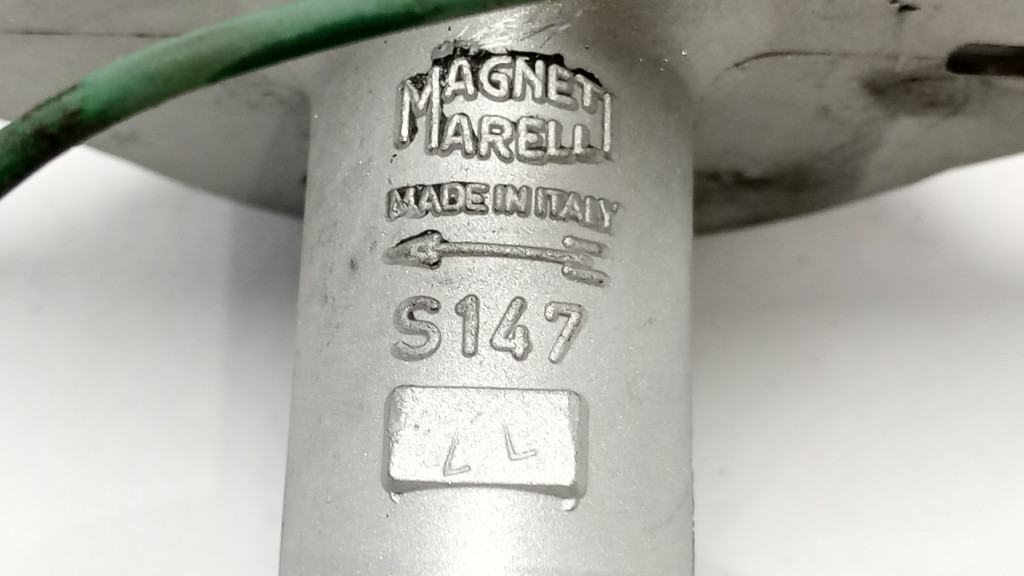 MAGNETI
MARELLI
MADE IN ITALY
S147
L L